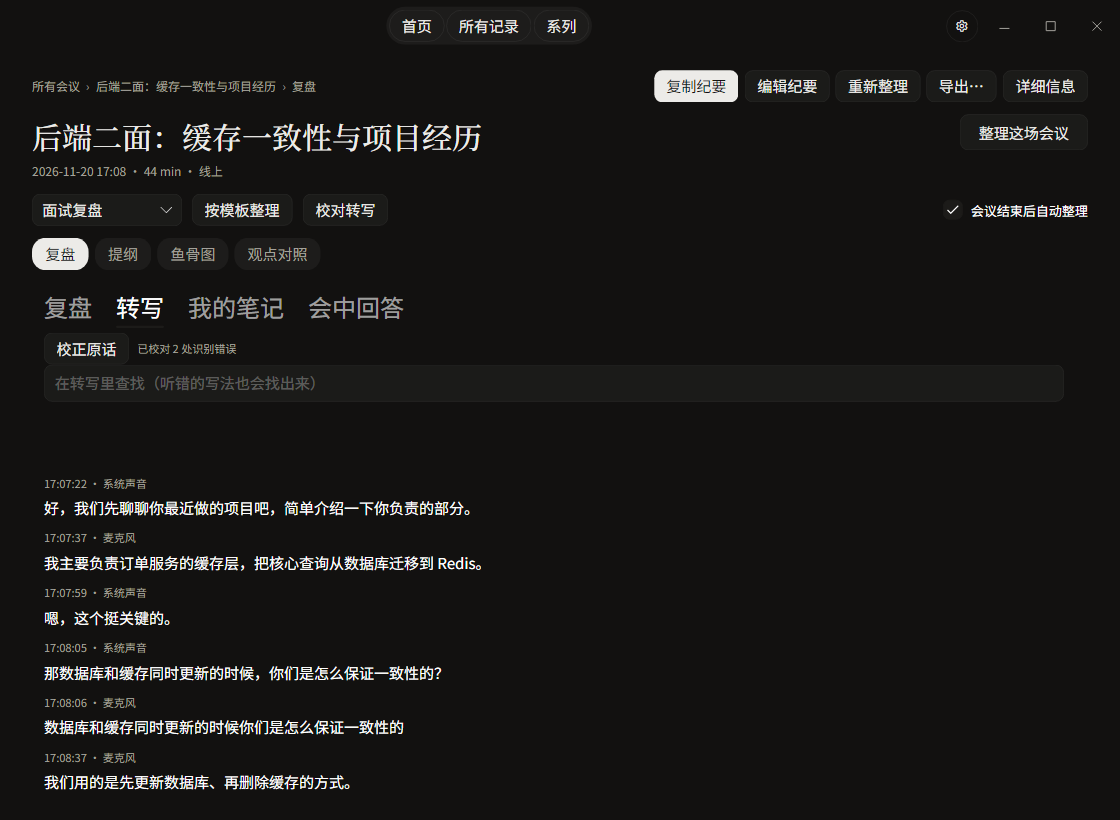 首页 所有记录 系列
所有会议 › 后端二面：缓存一致性与项目经历 › 复盘
复制纪要 编辑纪要 重新整理 导出… 详细信息
后端二面：缓存一致性与项目经历
整理这场会议
2026-11-20 17:08 • 44 min • 线上
面试复盘 按模板整理 校对转写
会议结束后自动整理
复盘 提纲 鱼骨图 观点对照
复盘 转写 我的笔记 会中回答
校正原话 已校对 2 处识别错误
在转写里查找（听错的写法也会找出来）
17:07:22 • 系统声音
好，我们先聊聊你最近做的项目吧，简单介绍一下你负责的部分。
17:07:37 • 麦克风
我主要负责订单服务的缓存层，把核心查询从数据库迁移到 Redis。
17:07:59 • 系统声音
嗯，这个挺关键的。
17:08:05 • 系统声音
那数据库和缓存同时更新的时候，你们是怎么保证一致性的？
17:08:06 • 麦克风
数据库和缓存同时更新的时候你们是怎么保证一致性的
17:08:37 • 麦克风
我们用的是先更新数据库、再删除缓存的方式。